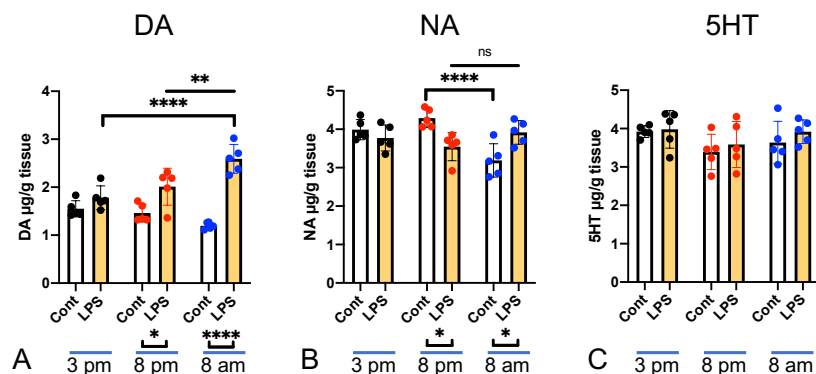 DA
**
****
DA µg/g tissue
4
3
2
1
0
Cont
LPS
Cont
LPS
Cont
LPS
*
****
A
3 pm
8 pm
8 am
NA
ns
****
NA µg/g tissue
5
4
3
2
1
0
Cont
LPS
Cont
LPS
Cont
LPS
*
*
B
3 pm
8 pm
8 am
5HT
5HT µg/g tissue
5
4
3
2
1
0
Cont
LPS
Cont
LPS
Cont
LPS
C
3 pm
8 pm
8 am